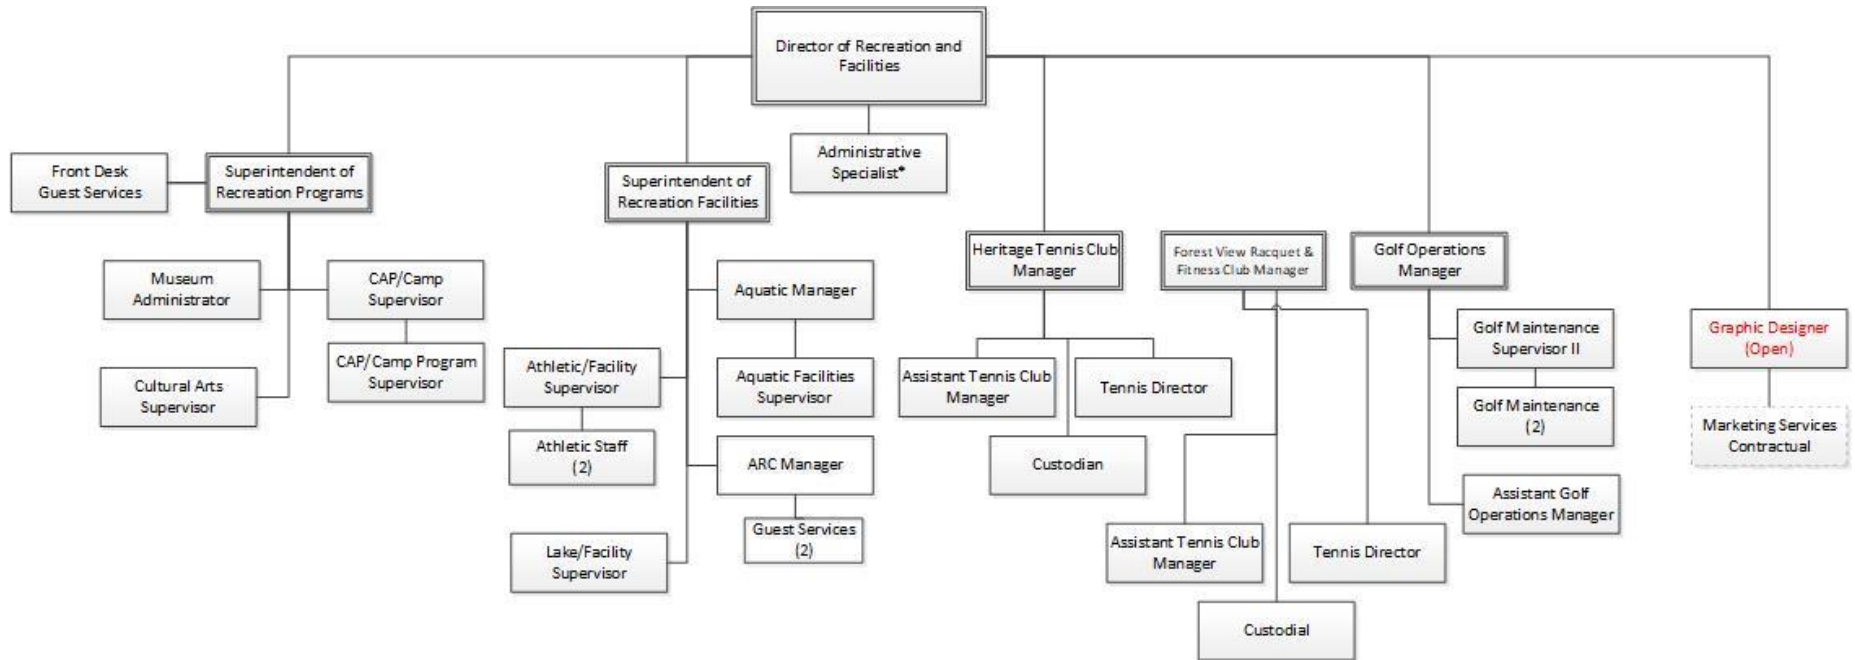 Director of Recreation and
Facilities
Administrative
Specialist*
Front Desk
Guest Services
Superintendent of
Recreation Programs
Museum
Administrator
CAP/Camp
Supervisor
CAP/Camp Program
Supervisor
Cultural Arts
Supervisor
Superintendent of
Recreation Facilities
Aquatic Manager
Aquatic Facilities
Supervisor
Athletic/Facility
Supervisor
Athletic Staff
(2)
ARC Manager
Guest Services
(2)
Lake/Facility
Supervisor
Heritage Tennis Club
Manager
Assistant Tennis Club
Manager
Tennis Director
Custodian
Forest View Racquet &
Fitness Club Manager
Assistant Tennis Club
Manager
Tennis Director
Custodial
Golf Operations
Manager
Golf Maintenance
Supervisor II
Golf Maintenance
(2)
Assistant Golf
Operations Manager
Graphic Designer
(Open)
Marketing Services
Contractual